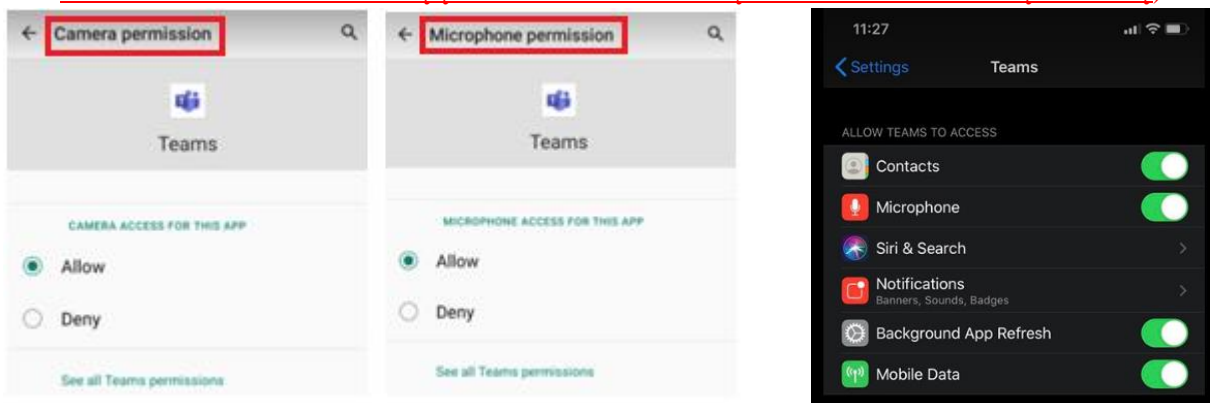 Camera permission
Teams
CAMERA ACCESS FOR THIS APP
Allow
Deny
See all Teams permissions
Microphone permission
Teams
MICROPHONE ACCESS FOR THIS APP
Allow
Deny
See all Teams permissions
11:27
Settings
Teams
ALLOW TEAMS TO ACCESS
Contacts
Microphone
Siri & Search
Notifications
Banners, Sounds, Badges
Background App Refresh
Mobile Data